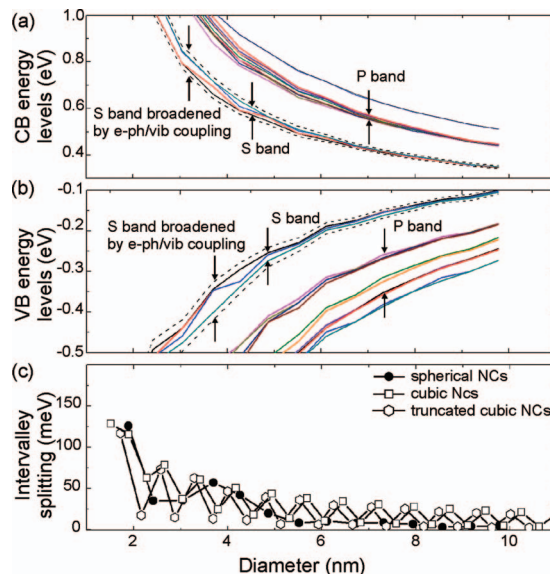 (a)
1.0
0.8
0.6
0.4
CB energy
levels (eV)
P band
S band broadened
by e-ph/vib coupling
S band
(b)
-0.1
-0.2
-0.3
-0.4
-0.5
VB energy
levels (eV)
S band
S band broadened
by e-ph/vib coupling
P band
(c)
150
100
50
0
Intervalley
splitting (meV)
spherical NCs
cubic Ncs
truncated cubic NCs
2 4 6 8 10
Diameter (nm)